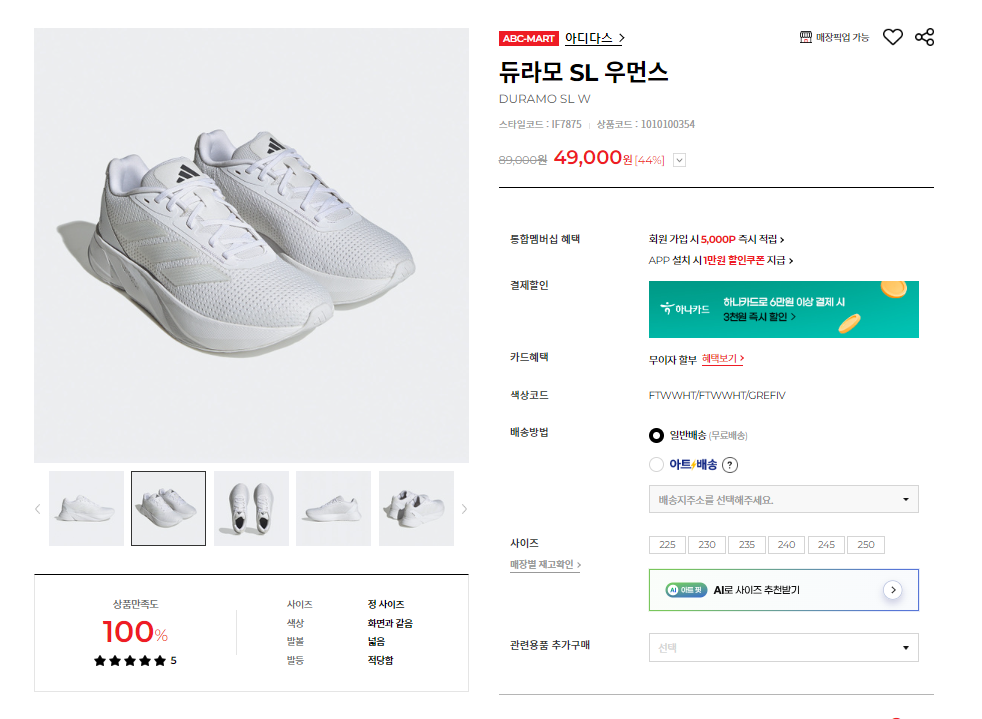 ABC-MART 아디다스 >
매장픽업 가능
듀라모 SL 우먼스
DURAMO SL W
스타일코드 : IF7875 | 상품코드 : 1010100354
89,000원 49,000원 [44%]
통합멤버십 혜택
회원 가입 시 5,000P 즉시 적립 >
APP 설치 시 1만원 할인쿠폰 지급 >
결제할인
하나카드
하나카드로 6만원 이상 결제 시
3천원 즉시 할인 >
카드혜택
무이자 할부 혜택보기 >
색상코드
FTWWHT/FTWWHT/GREFIV
배송방법
일반배송 (무료배송)
아트배송 ?
배송지주소를 선택해주세요.
사이즈
225 230 235 240 245 250
매장별 재고확인 >
AI 아트 핏 AI로 사이즈 추천받기 >
관련용품 추가구매
선택
상품만족도
100%
★★★★★ 5
사이즈 정 사이즈
색상 화면과 같음
발볼 넓음
발등 적당함